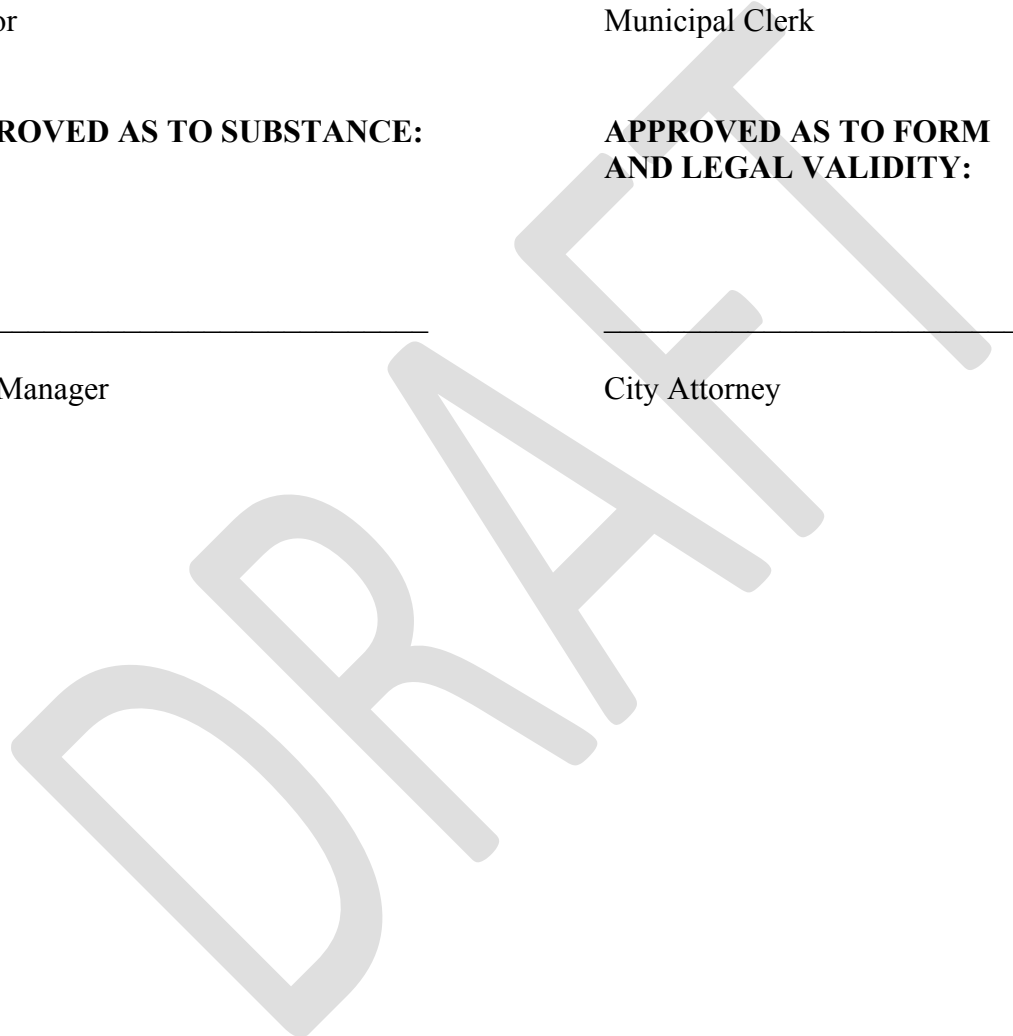 or
Municipal Clerk
ROVED AS TO SUBSTANCE:
APPROVED AS TO FORM
AND LEGAL VALIDITY:
Manager
City Attorney
DRAFT